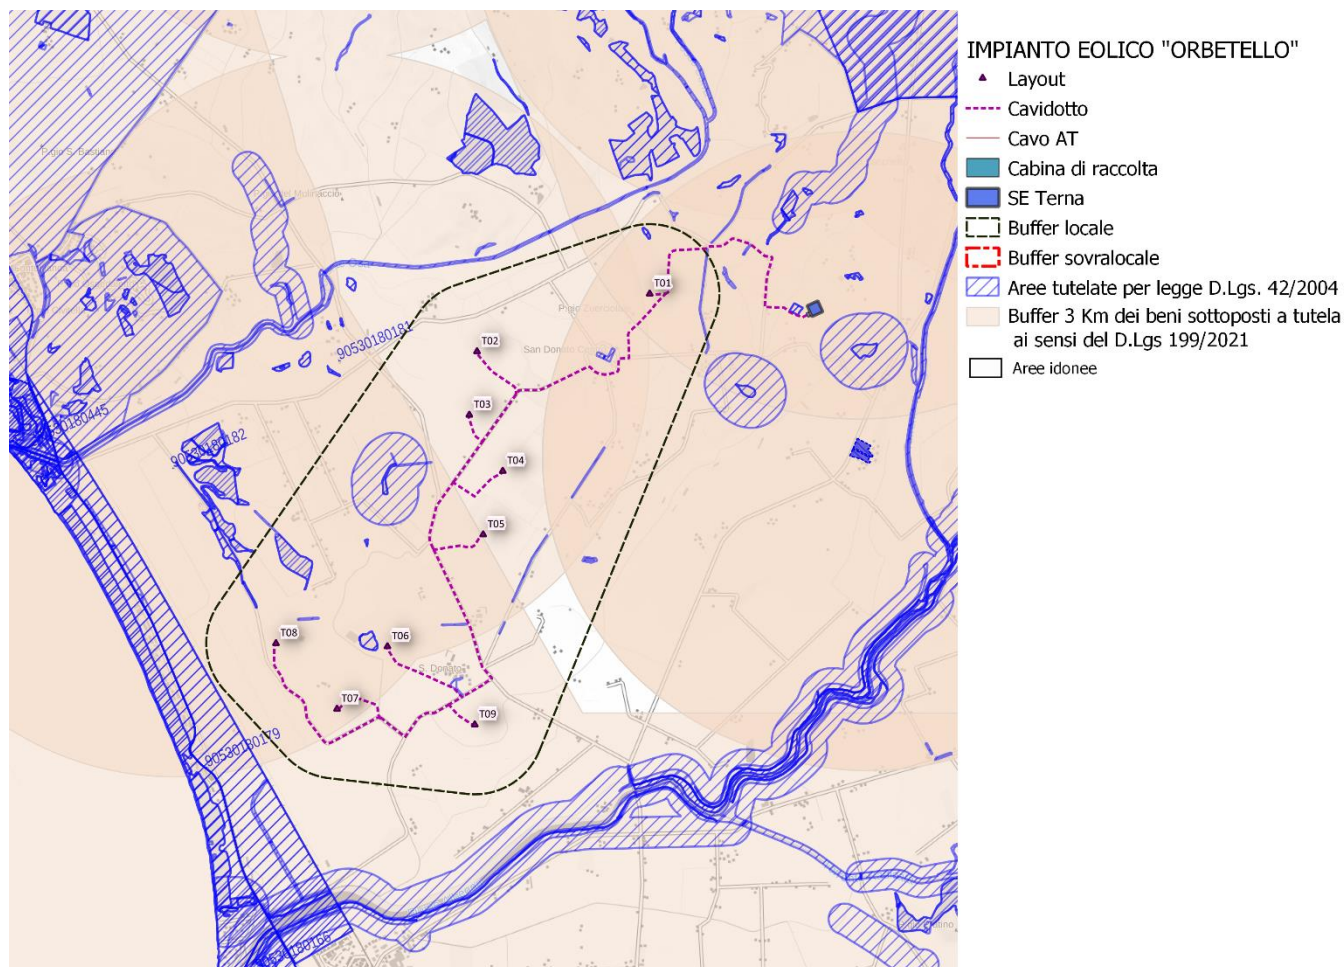 IMPIANTO EOLICO "ORBETELLO"
Layout
Cavidotto
Cavo AT
Cabina di raccolta
SE Terna
Buffer locale
Buffer sovralocale
Aree tutelate per legge D.Lgs. 42/2004
Buffer 3 Km dei beni sottoposti a tutela
ai sensi del D.Lgs 199/2021
Aree idonee
T01
90530180181
T02
San Donato
T03
90530180182
T04
T05
T08
T06
S. Donato
T07
T09
90530180179